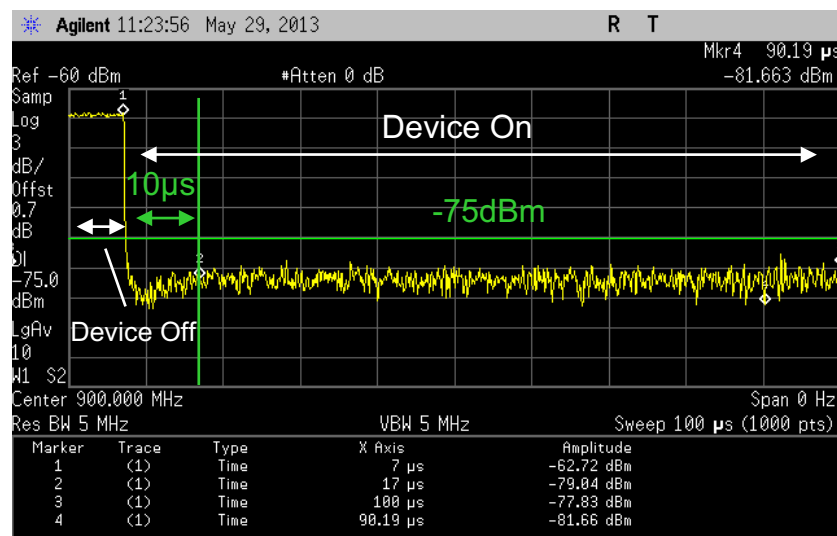 Agilent 11:23:56 May 29, 2013 R T
Mkr4 90.19 µs
Ref -60 dBm #Atten 0 dB -81.663 dBm
Samp
Log
3
dB/
Offst
0.7
dB
DI
-75.0
dBm
LgAv
10
W1 S2
1
Device On
10µs
-75dBm
2
Device Off
Center 900.000 MHz Span 0 Hz
Res BW 5 MHz VBW 5 MHz Sweep 100 µs (1000 pts)
Marker Trace Type X Axis Amplitude
1 (1) Time 7 µs -62.72 dBm
2 (1) Time 17 µs -79.04 dBm
3 (1) Time 100 µs -77.83 dBm
4 (1) Time 90.19 µs -81.66 dBm